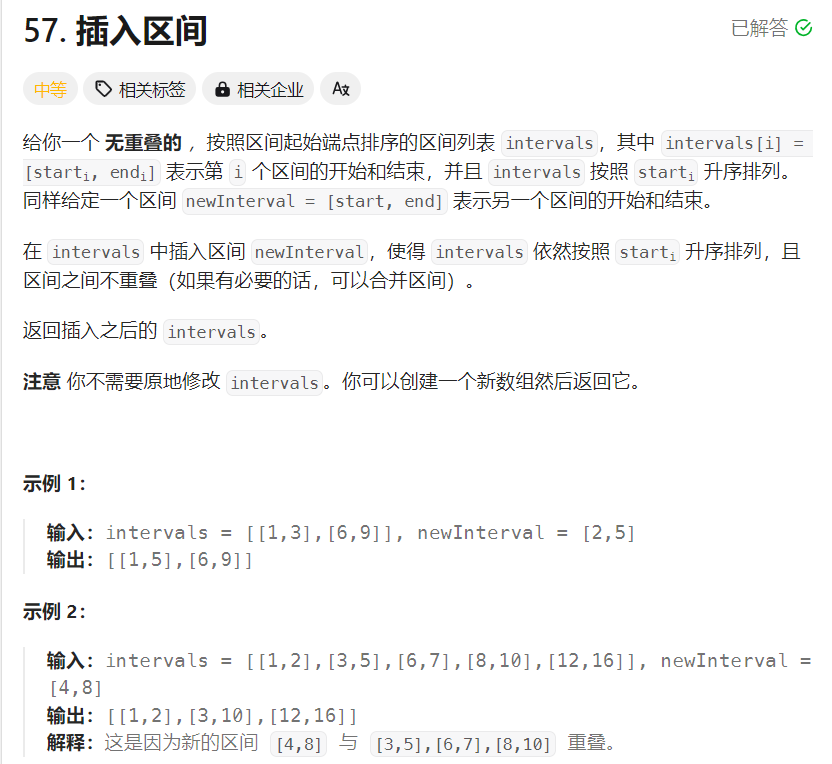 57. 插入区间
已解答
中等 相关标签 相关企业 Az
给你一个 无重叠的 ，按照区间起始端点排序的区间列表 intervals，其中 intervals[i] =
[starti, endi] 表示第 i 个区间的开始和结束，并且 intervals 按照 starti 升序排列。
同样给定一个区间 newInterval = [start, end] 表示另一个区间的开始和结束。
在 intervals 中插入区间 newInterval，使得 intervals 依然按照 starti 升序排列，且
区间之间不重叠（如果有必要的话，可以合并区间）。
返回插入之后的 intervals。
注意 你不需要原地修改 intervals。你可以创建一个新数组然后返回它。
示例 1：
输入：intervals = [[1,3],[6,9]], newInterval = [2,5]
输出：[[1,5],[6,9]]
示例 2：
输入：intervals = [[1,2],[3,5],[6,7],[8,10],[12,16]], newInterval =
[4,8]
输出：[[1,2],[3,10],[12,16]]
解释：这是因为新的区间 [4,8] 与 [3,5],[6,7],[8,10] 重叠。